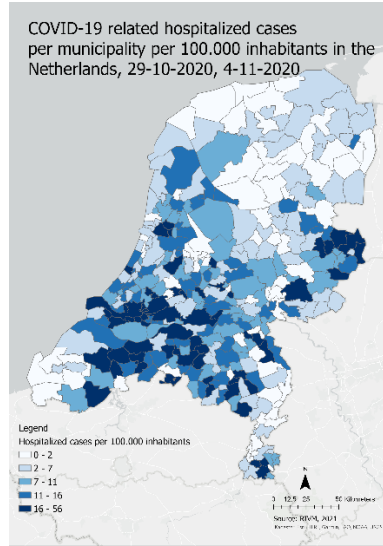 COVID-19 related hospitalized cases
per municipality per 100.000 inhabitants in the
Netherlands, 29-10-2020, 4-11-2020
Legend
Hospitalized cases per 100.000 inhabitants
0 - 2
2 - 7
7 - 11
11 - 16
16 - 56
N
0 12,5 25 50 Kilometers
Source: RIVM, 2021